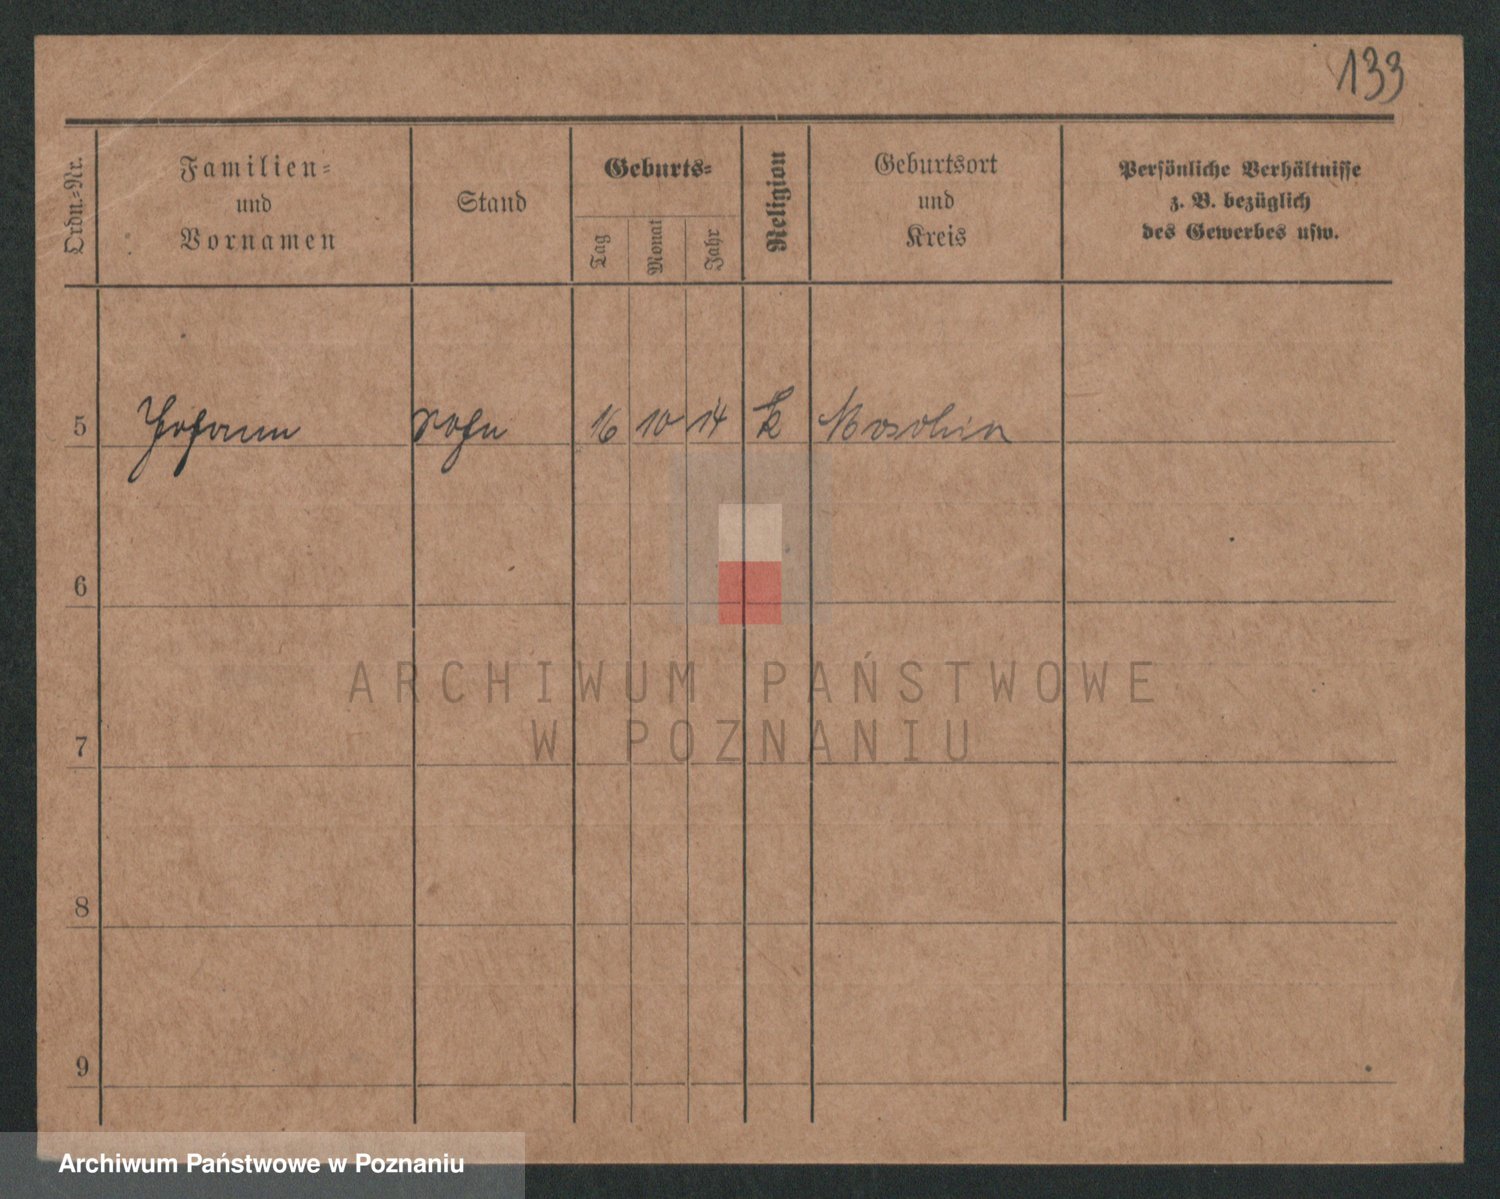 133
Ordn.-Nr.
Familien-
und
Vornamen
Stand
Geburts-
Tag
Monat
Jahr
Religion
Geburtsort
und
Kreis
Persönliche Verhältnisse
z. B. bezüglich
des Gewerbes usw.
5 Johann Sohn 16 10 14 k
6
7
8
9
ARCHIWUM PAŃSTWOWE
W POZNANIU
Archiwum Państwowe w Poznaniu